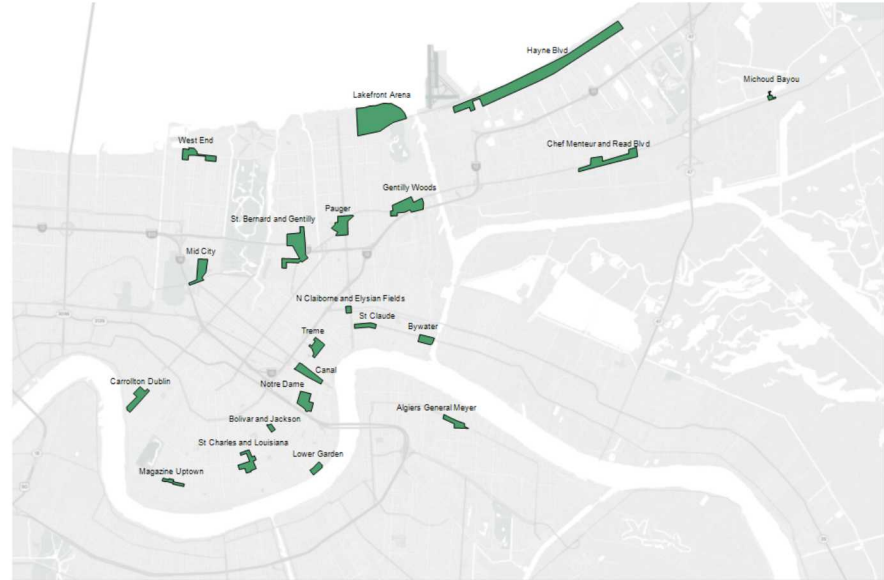 Hayne Blvd
Michoud Bayou
Lakefront Arena
West End
Chef Menteur and Read Blvd
Gentilly Woods
Pauger
St. Bernard and Gentilly
Mid City
N Claiborne and Elysian Fields
St Claude
Bywater
Treme
Canal
Carrollton Dublin
Notre Dame
Algiers General Meyer
Bolivar and Jackson
St Charles and Louisiana
Lower Garden
Magazine Uptown